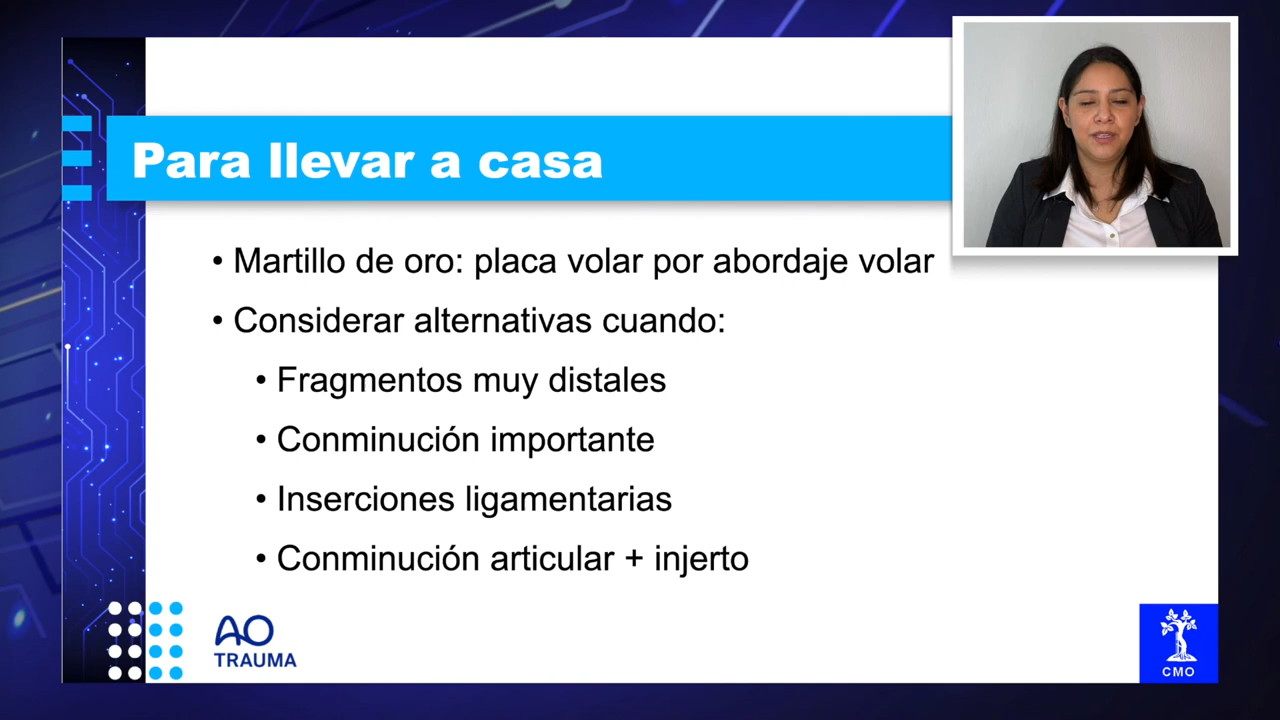 Para llevar a casa
• Martillo de oro: placa volar por abordaje volar
• Considerar alternativas cuando:
• Fragmentos muy distales
• Conminución importante
• Inserciones ligamentarias
• Conminución articular + injerto
AO
TRAUMA
CMO